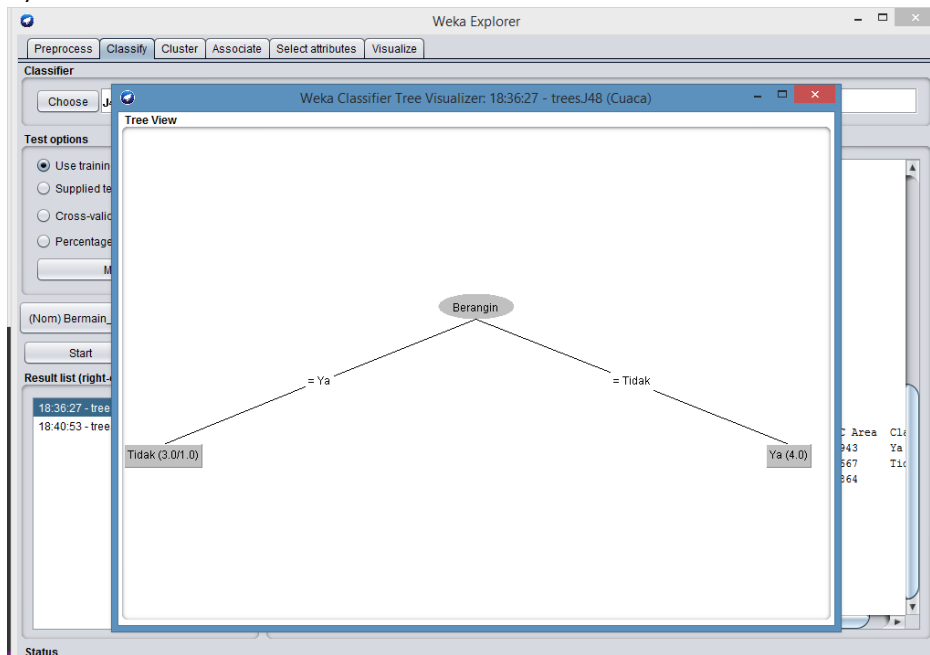 Weka Explorer
Preprocess Classify Cluster Associate Select attributes Visualize
Classifier
Choose
Weka Classifier Tree Visualizer: 18:36:27 - trees.J48 (Cuaca)
Tree View
Test options
Use trainin
Supplied te
Cross-valid
Percentage
M
(Nom) Bermain_
Start
Result list (right-c
18:36:27 - tree
18:40:53 - tree
Berangin
= Ya
= Tidak
Tidak (3.0/1.0)
Ya (4.0)
C Area Cla
943 Ya
567 Tid
364
Status